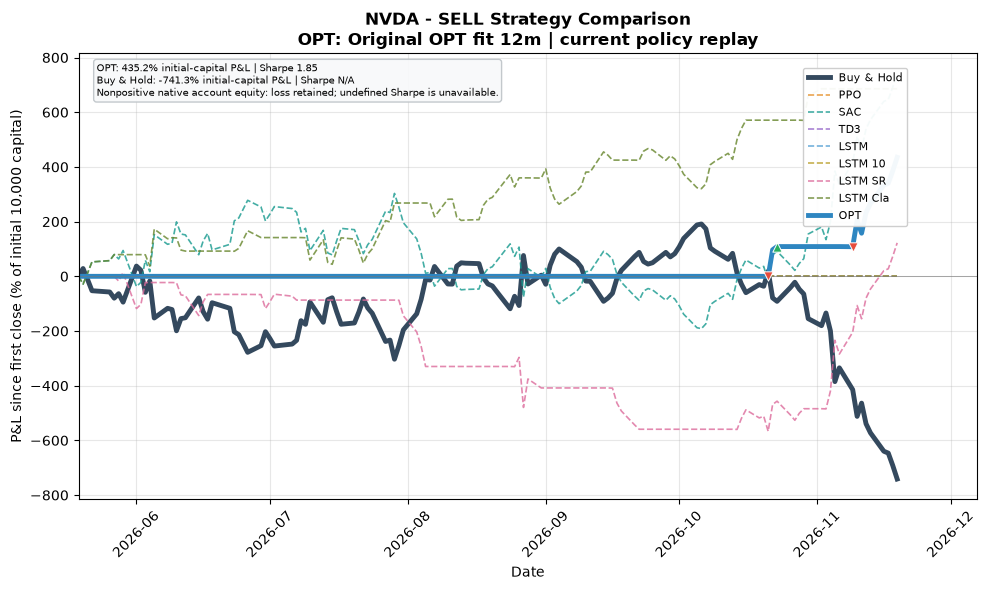 NVDA - SELL Strategy Comparison
OPT: Original OPT fit 12m | current policy replay
OPT: 435.2% initial-capital P&L | Sharpe 1.85
Buy & Hold: -741.3% initial-capital P&L | Sharpe N/A
Nonpositive native account equity: loss retained; undefined Sharpe is unavailable.
Buy & Hold
PPO
SAC
TD3
LSTM
LSTM 10
LSTM SR
LSTM Cla
OPT
P&L since first close (% of initial 10,000 capital)
800
600
400
200
0
−200
−400
−600
−800
2026-06
2026-07
2026-08
2026-09
2026-10
2026-11
2026-12
Date